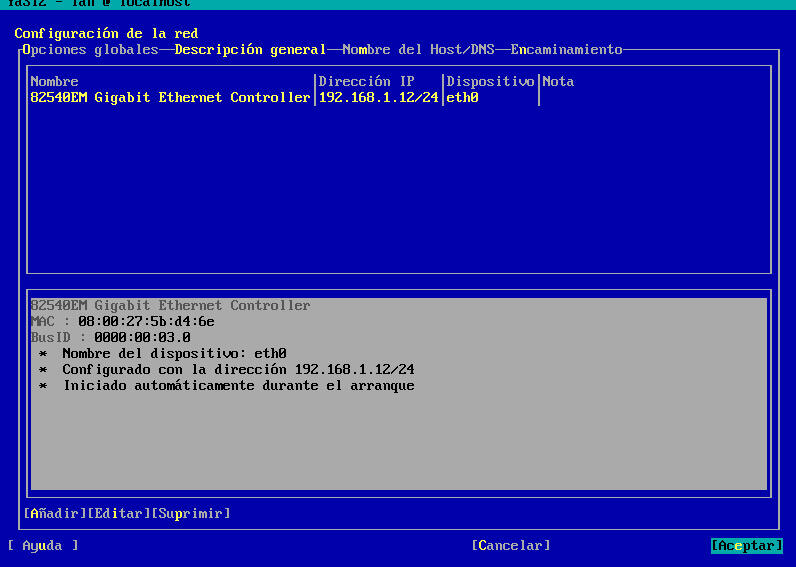 YaST2 - lan @ localhost
Configuración de la red
Opciones globales—Descripción general—Nombre del Host/DNS—Encaminamiento
Nombre |Dirección IP |Dispositivo|Nota
82540EM Gigabit Ethernet Controller|192.168.1.12/24|eth0 |
82540EM Gigabit Ethernet Controller
MAC : 08:00:27:5b:d4:6e
BusID : 0000:00:03.0
* Nombre del dispositivo: eth0
* Configurado con la dirección 192.168.1.12/24
* Iniciado automáticamente durante el arranque
[Añadir][Editar][Suprimir]
[ Ayuda ] [Cancelar] [Aceptar]